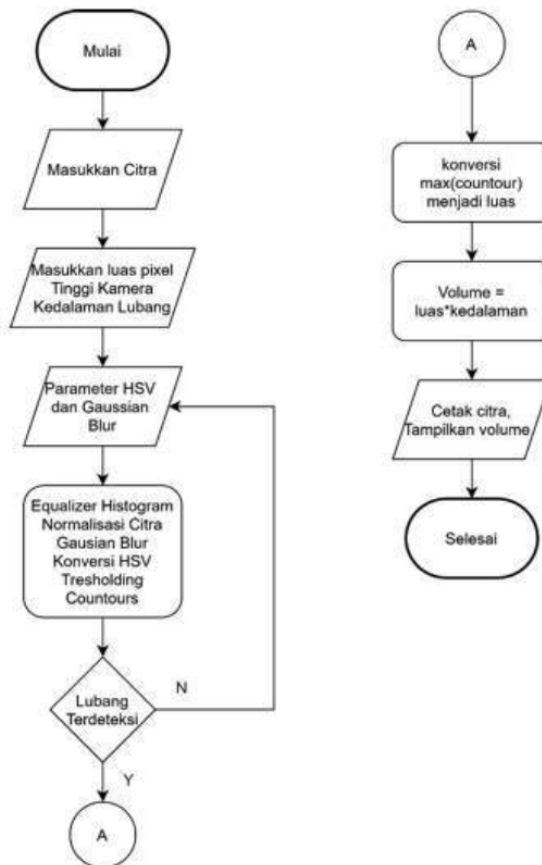 Mulai
Masukkan Citra
Masukkan luas pixel
Tinggi Kamera
Kedalaman Lubang
Parameter HSV
dan Gaussian
Blur
Equalizer Histogram
Normalisasi Citra
Gausian Blur
Konversi HSV
Tresholding
Countours
Lubang
Terdeteksi
N
Y
A
A
konversi
max(countour)
menjadi luas
Volume =
luas*kedalaman
Cetak citra,
Tampilkan volume
Selesai